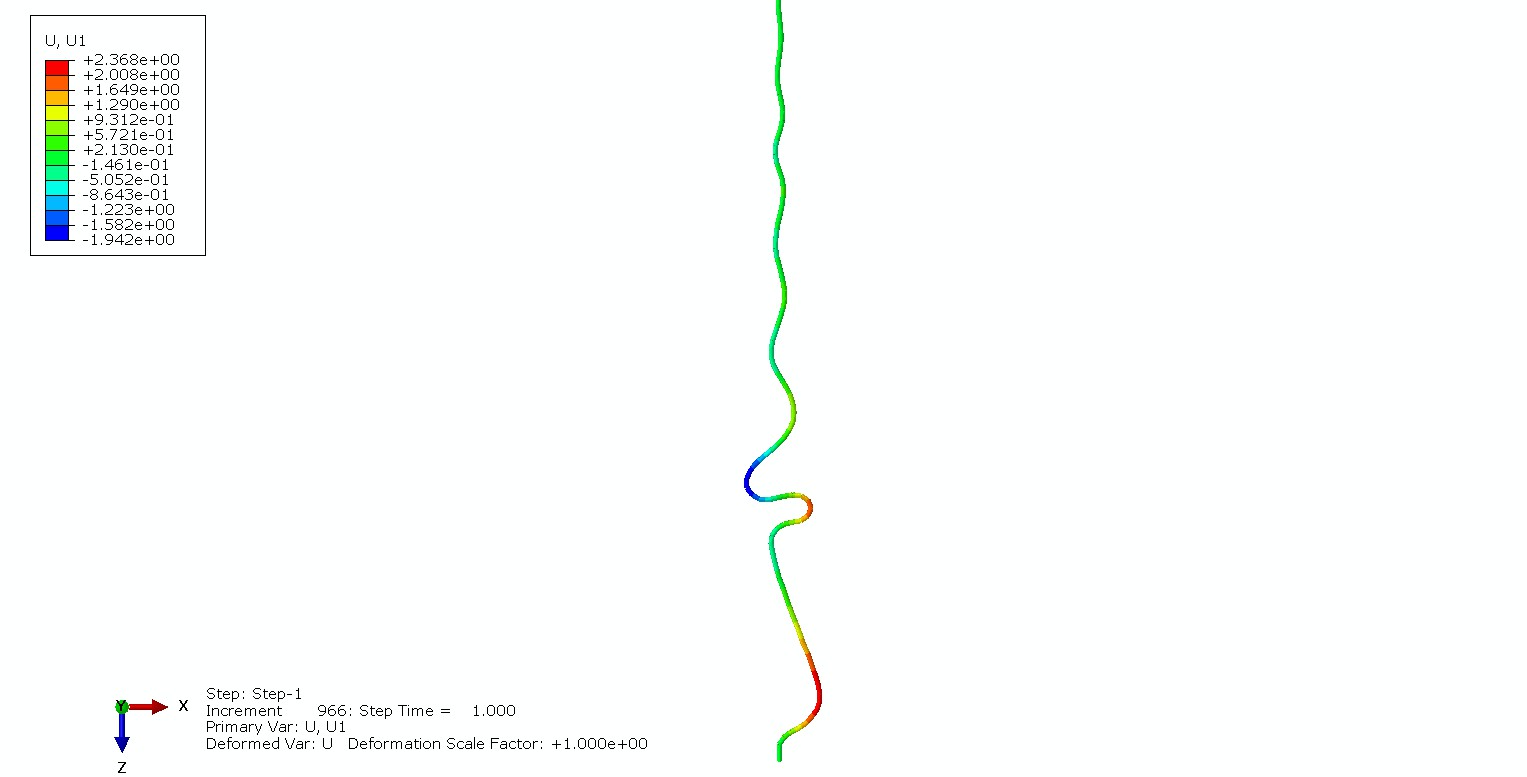 U, U1
+2.368e+00
+2.008e+00
+1.649e+00
+1.290e+00
+9.312e-01
+5.721e-01
+2.130e-01
-1.461e-01
-5.052e-01
-8.643e-01
-1.223e+00
-1.582e+00
-1.942e+00
Y
X
Z
Step: Step-1
Increment 966: Step Time = 1.000
Primary Var: U, U1
Deformed Var: U Deformation Scale Factor: +1.000e+00